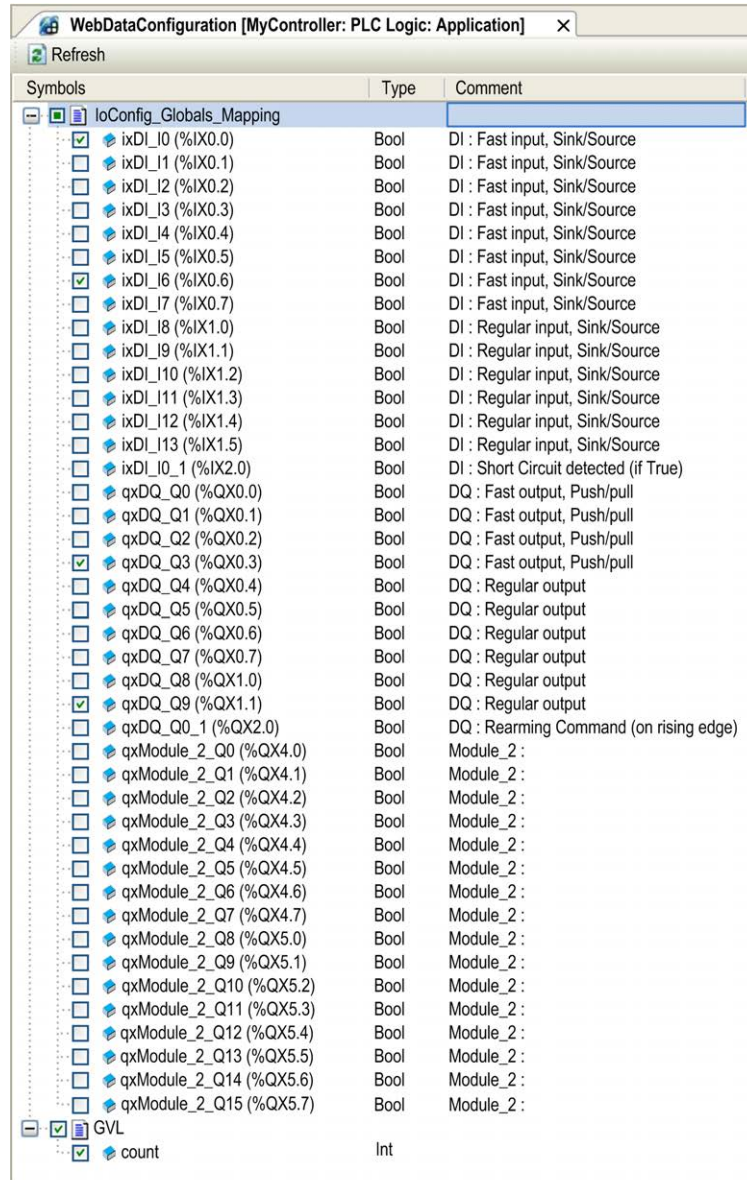 WebDataConfiguration [MyController: PLC Logic: Application] X
Refresh
Symbols Type Comment
IoConfig_Globals_Mapping
ixDI_I0 (%IX0.0) Bool DI : Fast input, Sink/Source
ixDI_I1 (%IX0.1) Bool DI : Fast input, Sink/Source
ixDI_I2 (%IX0.2) Bool DI : Fast input, Sink/Source
ixDI_I3 (%IX0.3) Bool DI : Fast input, Sink/Source
ixDI_I4 (%IX0.4) Bool DI : Fast input, Sink/Source
ixDI_I5 (%IX0.5) Bool DI : Fast input, Sink/Source
ixDI_I6 (%IX0.6) Bool DI : Fast input, Sink/Source
ixDI_I7 (%IX0.7) Bool DI : Fast input, Sink/Source
ixDI_I8 (%IX1.0) Bool DI : Regular input, Sink/Source
ixDI_I9 (%IX1.1) Bool DI : Regular input, Sink/Source
ixDI_I10 (%IX1.2) Bool DI : Regular input, Sink/Source
ixDI_I11 (%IX1.3) Bool DI : Regular input, Sink/Source
ixDI_I12 (%IX1.4) Bool DI : Regular input, Sink/Source
ixDI_I13 (%IX1.5) Bool DI : Regular input, Sink/Source
ixDI_I0_1 (%IX2.0) Bool DI : Short Circuit detected (if True)
qxDQ_Q0 (%QX0.0) Bool DQ : Fast output, Push/pull
qxDQ_Q1 (%QX0.1) Bool DQ : Fast output, Push/pull
qxDQ_Q2 (%QX0.2) Bool DQ : Fast output, Push/pull
qxDQ_Q3 (%QX0.3) Bool DQ : Fast output, Push/pull
qxDQ_Q4 (%QX0.4) Bool DQ : Regular output
qxDQ_Q5 (%QX0.5) Bool DQ : Regular output
qxDQ_Q6 (%QX0.6) Bool DQ : Regular output
qxDQ_Q7 (%QX0.7) Bool DQ : Regular output
qxDQ_Q8 (%QX1.0) Bool DQ : Regular output
qxDQ_Q9 (%QX1.1) Bool DQ : Regular output
qxDQ_Q0_1 (%QX2.0) Bool DQ : Rearming Command (on rising edge)
qxModule_2_Q0 (%QX4.0) Bool Module_2 :
qxModule_2_Q1 (%QX4.1) Bool Module_2 :
qxModule_2_Q2 (%QX4.2) Bool Module_2 :
qxModule_2_Q3 (%QX4.3) Bool Module_2 :
qxModule_2_Q4 (%QX4.4) Bool Module_2 :
qxModule_2_Q5 (%QX4.5) Bool Module_2 :
qxModule_2_Q6 (%QX4.6) Bool Module_2 :
qxModule_2_Q7 (%QX4.7) Bool Module_2 :
qxModule_2_Q8 (%QX5.0) Bool Module_2 :
qxModule_2_Q9 (%QX5.1) Bool Module_2 :
qxModule_2_Q10 (%QX5.2) Bool Module_2 :
qxModule_2_Q11 (%QX5.3) Bool Module_2 :
qxModule_2_Q12 (%QX5.4) Bool Module_2 :
qxModule_2_Q13 (%QX5.5) Bool Module_2 :
qxModule_2_Q14 (%QX5.6) Bool Module_2 :
qxModule_2_Q15 (%QX5.7) Bool Module_2 :
GVL
count Int